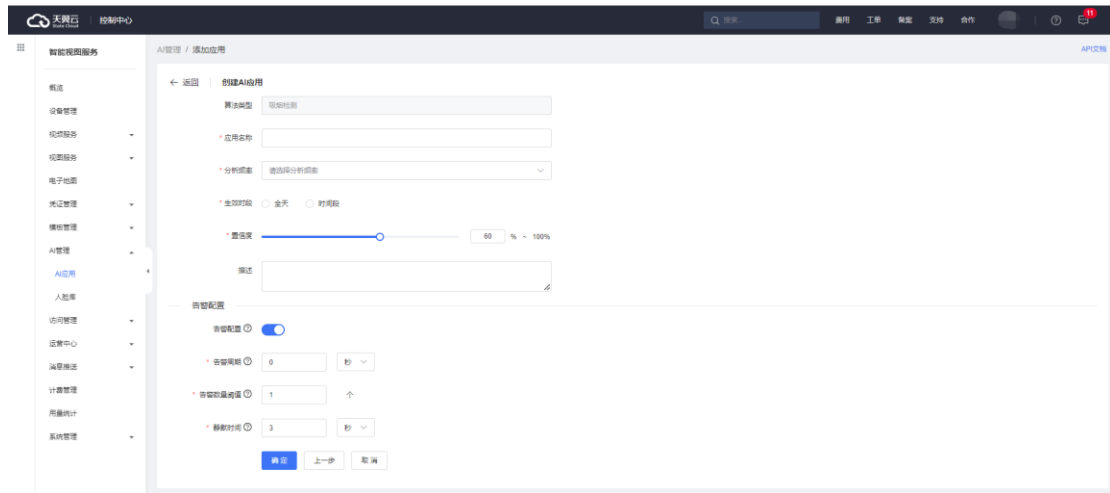 天翼云 控制中心 搜索 费用 工单 备案 支持 合作 11
State Cloud
智能视图服务 AI管理 / 添加应用 API文档
概览
设备管理
视频服务
视图服务
电子地图
凭证管理
模板管理
AI管理
AI应用
人脸库
访问管理
运营中心
消息推送
计费管理
用量统计
系统管理
← 返回 创建AI应用
算法类型 吸烟检测
* 应用名称
* 分析频率 请选择分析频率
* 生效时段 全天 时间段
* 置信度 60 % ~ 100%
描述
告警配置
告警配置
* 告警周期 0 秒
* 告警数量阈值 1 个
* 静默时间 3 秒
确定 上一步 取消